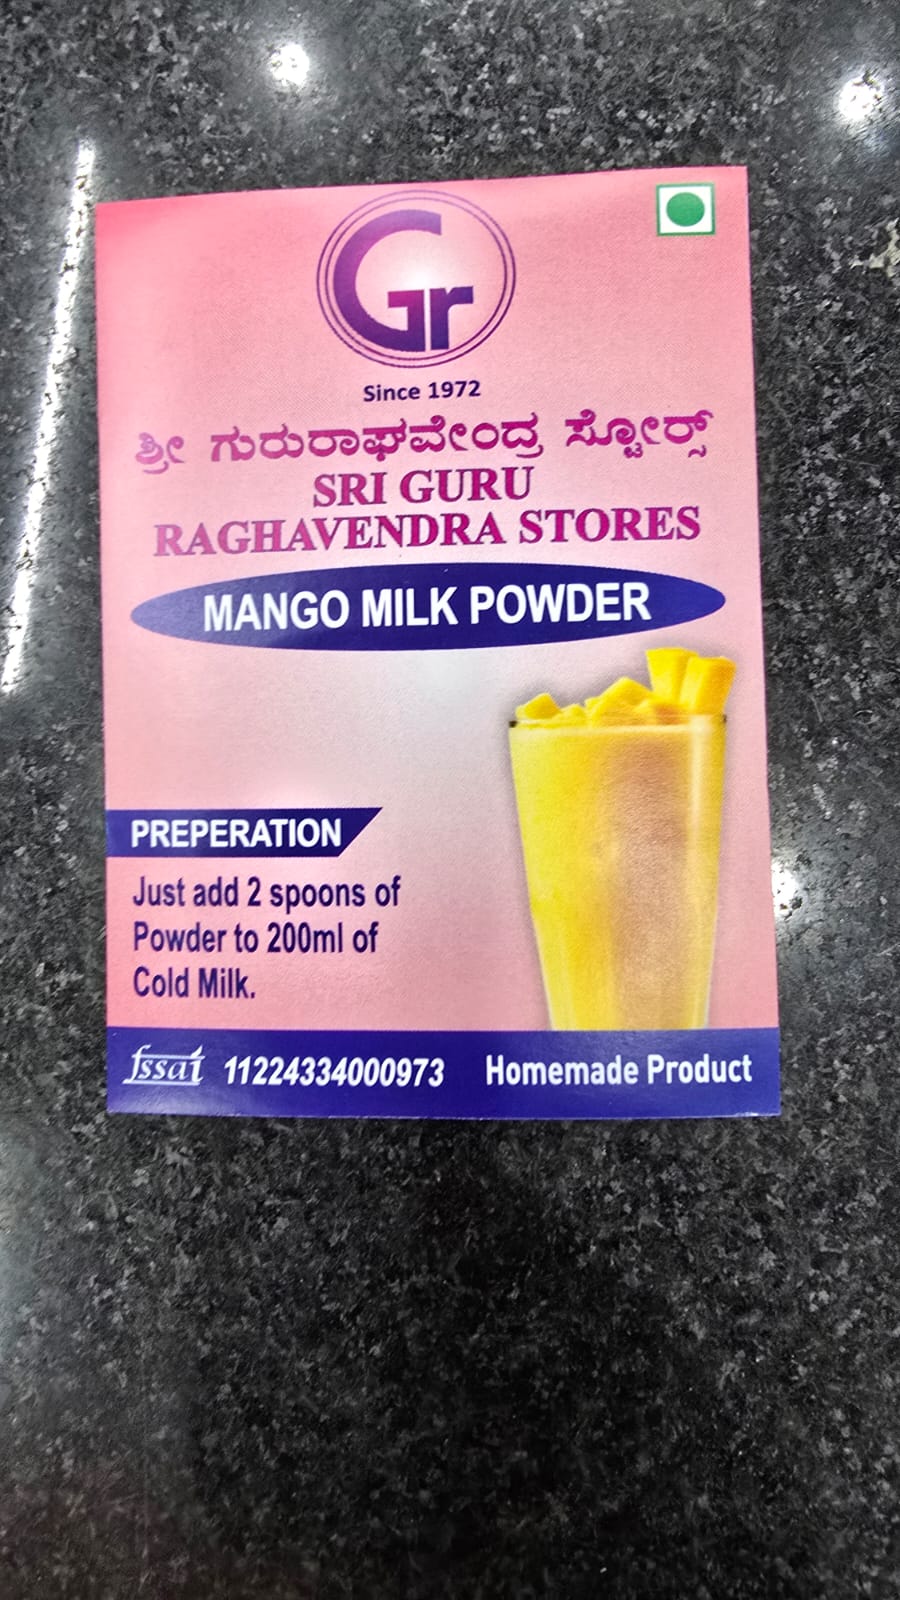 Gr
Since 1972
ಶ್ರೀ ಗುರುರಾಘವೇಂದ್ರ ಸ್ಟೋರ್ಸ್
SRI GURU
RAGHAVENDRA STORES
MANGO MILK POWDER
PREPERATION
Just add 2 spoons of
Powder to 200ml of
Cold Milk.
fssai 11224334000973 Homemade Product